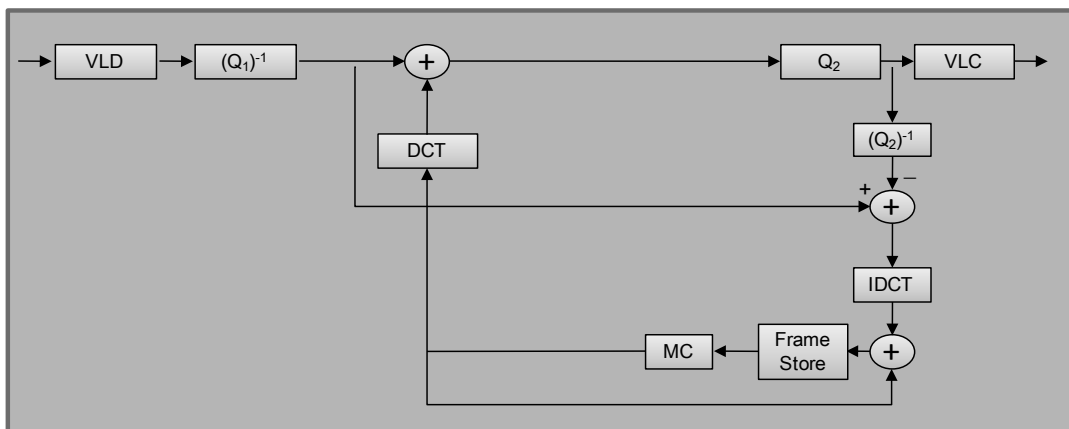 VLD
(Q₁)⁻¹
+
Q₂
VLC
DCT
(Q₂)⁻¹
+
−
+
IDCT
MC
Frame
Store
+